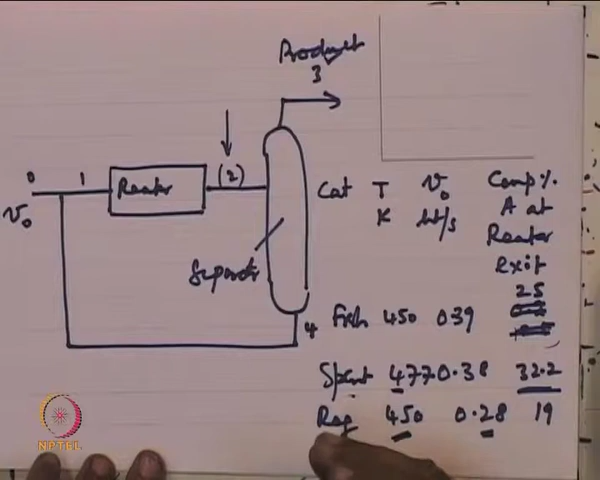 Product
3
0
1
Reactor
(2)
v₀
Separator
4
Cat T v₀ Comp%
K lit/s A at
Reactor
exit
25
Fresh 450 0.39
Spent 477 0.38 32.2
Reg 450 0.28 19
NPTEL